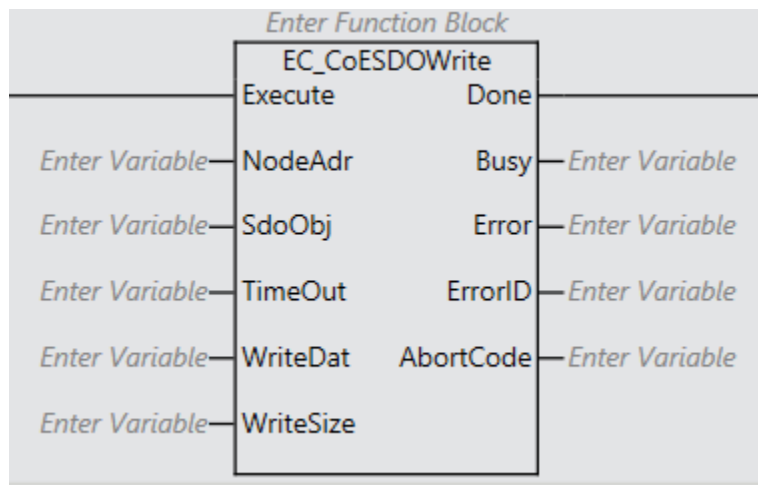 Enter Function Block
EC_CoESDOWrite
Execute Done
Enter Variable NodeAdr Busy Enter Variable
Enter Variable SdoObj Error Enter Variable
Enter Variable TimeOut ErrorID Enter Variable
Enter Variable WriteDat AbortCode Enter Variable
Enter Variable WriteSize